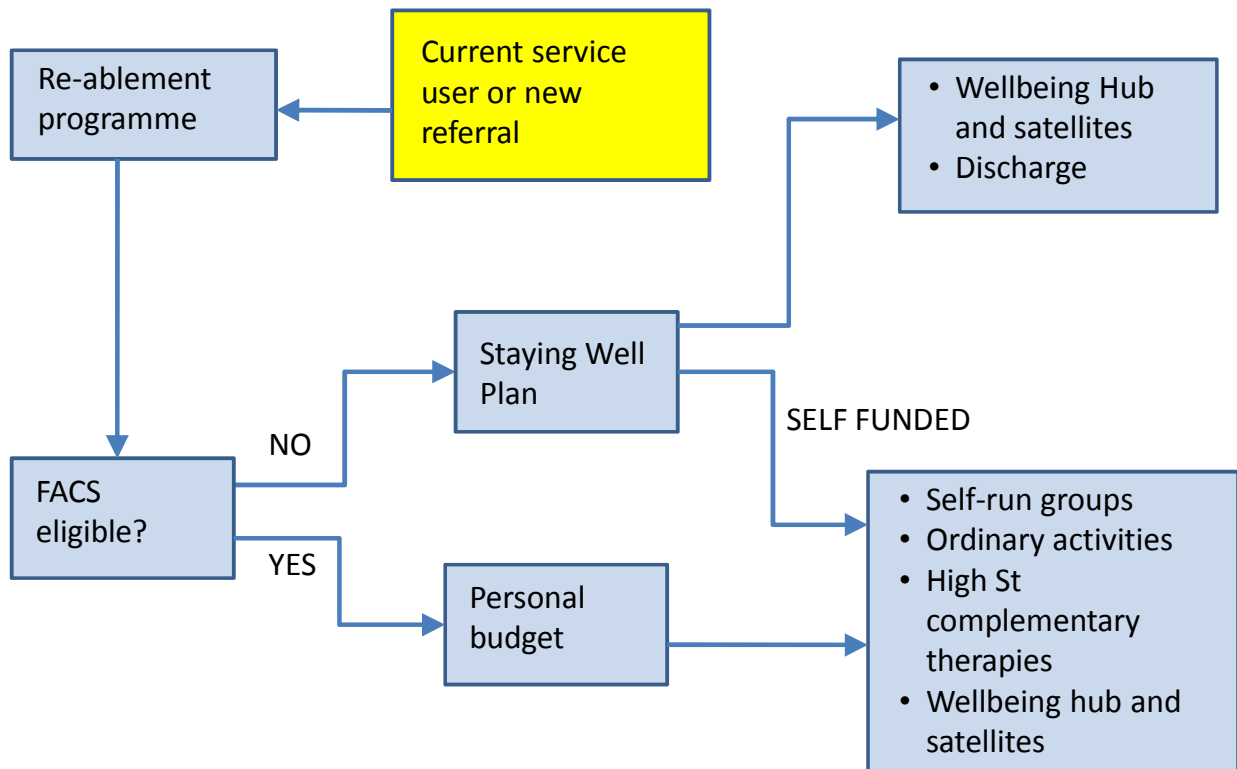 Re-ablement
programme
Current service
user or new
referral
• Wellbeing Hub
and satellites
• Discharge
Staying Well
Plan
NO
SELF FUNDED
FACS
eligible?
YES
Personal
budget
• Self-run groups
• Ordinary activities
• High St
complementary
therapies
• Wellbeing hub and
satellites